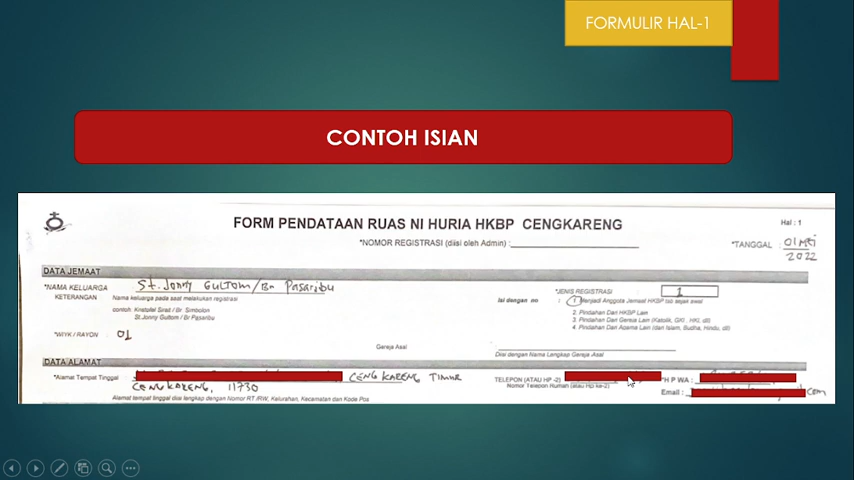 FORMULIR HAL-1
CONTOH ISIAN
FORM PENDATAAN RUAS NI HURIA HKBP CENGKARENG
Hal : 1
*NOMOR REGISTRASI (diisi oleh Admin) :
*TANGGAL : 01 Mei 2022
DATA JEMAAT
*NAMA KELUARGA : St. Jonny Gultom/Br Pasaribu
KETERANGAN Nama keluarga pada saat melakukan registrasi
contoh: Kristofel Sirait / Br. Simbolon
St.Jonny Gultom / Br Pasaribu
*JENIS REGISTRASI 1
Isi dengan no : 1 Menjadi Anggota Jemaat HKBP sejak awal
2. Pindahan Dari HKBP Lain
3. Pindahan Dari Gereja Lain (Katolik, GKI, HKI, dll)
4. Pindahan Dari Agama Lain (dari Islam, Budha, Hindu, dll)
*WYK / RAYON : 01
Gereja Asal
Diisi dengan Nama Lengkap Gereja Asal
DATA ALAMAT
*Alamat Tempat Tinggal CENGKARENG TIMUR
CENGKARENG, 11730
Alamat tempat tinggal diisi lengkap dengan Nomor RT /RW, Kelurahan, Kecamatan dan Kode Pos
TELEPON (ATAU HP -2)
Nomor Telepon Rumah (atau Hp ke-2)
*H P WA :
Email : com